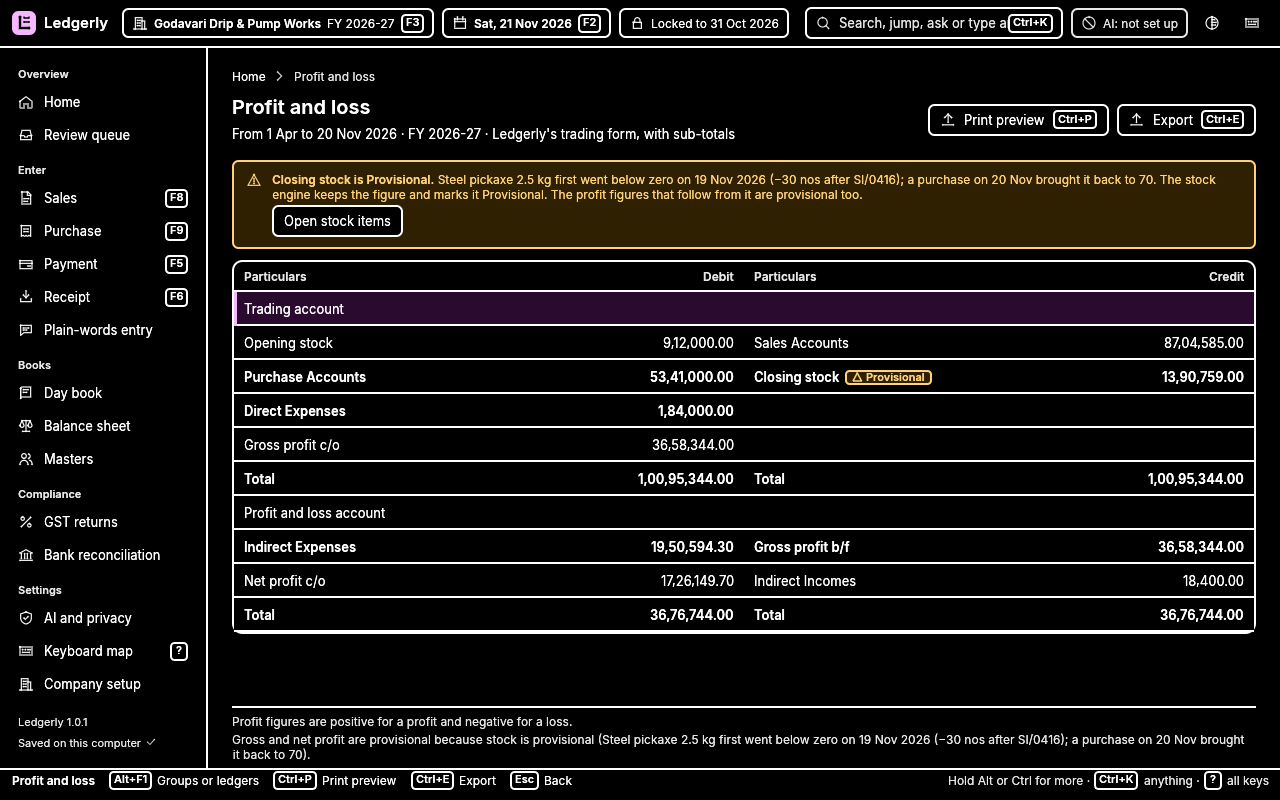 Ledgerly
Godavari Drip & Pump Works FY 2026-27 F3
Sat, 21 Nov 2026 F2
Locked to 31 Oct 2026
Search, jump, ask or type a Ctrl+K
AI: not set up
Overview
Home
Review queue
Enter
Sales F8
Purchase F9
Payment F5
Receipt F6
Plain-words entry
Books
Day book
Balance sheet
Masters
Compliance
GST returns
Bank reconciliation
Settings
AI and privacy
Keyboard map ?
Company setup
Ledgerly 1.0.1
Saved on this computer
Home > Profit and loss
Profit and loss
From 1 Apr to 20 Nov 2026 · FY 2026-27 · Ledgerly's trading form, with sub-totals
Print preview Ctrl+P
Export Ctrl+E
Closing stock is Provisional. Steel pickaxe 2.5 kg first went below zero on 19 Nov 2026 (−30 nos after SI/0416); a purchase on 20 Nov brought it back to 70. The stock
engine keeps the figure and marks it Provisional. The profit figures that follow from it are provisional too.
Open stock items
Particulars Debit Particulars Credit
Trading account
Opening stock 9,12,000.00 Sales Accounts 87,04,585.00
Purchase Accounts 53,41,000.00 Closing stock Provisional 13,90,759.00
Direct Expenses 1,84,000.00
Gross profit c/o 36,58,344.00
Total 1,00,95,344.00 Total 1,00,95,344.00
Profit and loss account
Indirect Expenses 19,50,594.30 Gross profit b/f 36,58,344.00
Net profit c/o 17,26,149.70 Indirect Incomes 18,400.00
Total 36,76,744.00 Total 36,76,744.00
Profit figures are positive for a profit and negative for a loss.
Gross and net profit are provisional because stock is provisional (Steel pickaxe 2.5 kg first went below zero on 19 Nov 2026 (−30 nos after SI/0416); a purchase on 20 Nov brought
it back to 70).
Profit and loss Alt+F1 Groups or ledgers Ctrl+P Print preview Ctrl+E Export Esc Back
Hold Alt or Ctrl for more · Ctrl+K anything · ? all keys